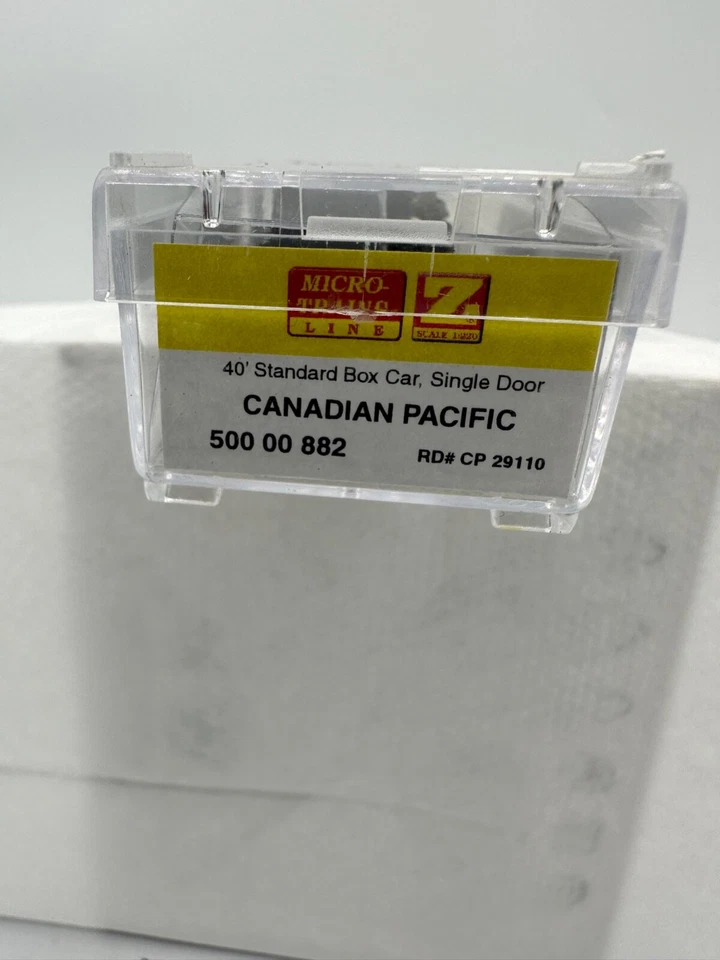 MICRO-
TRAINS
LINE
Z
SCALE 1:220
40' Standard Box Car, Single Door
CANADIAN PACIFIC
500 00 882
RD# CP 29110